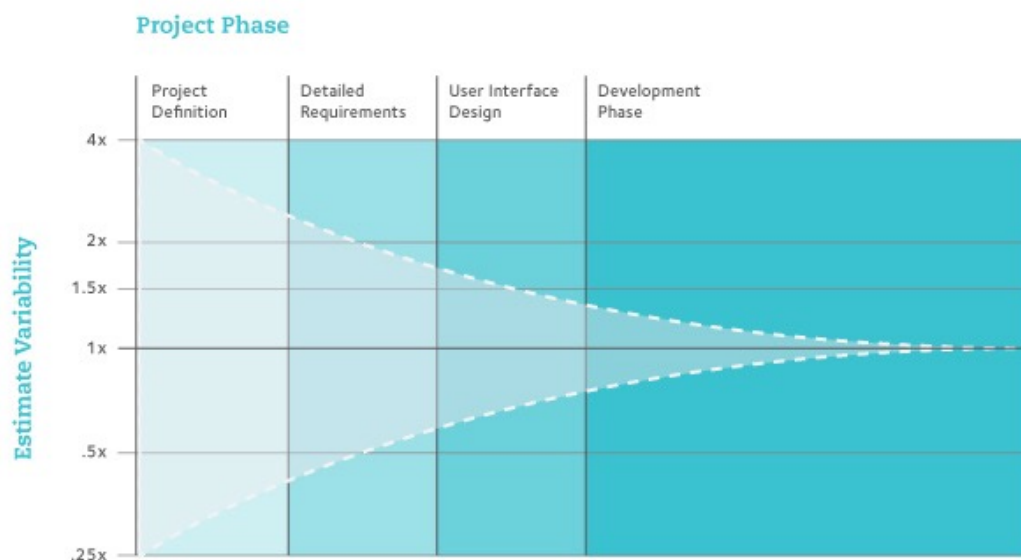 Project Phase
Project
Definition
Detailed
Requirements
User Interface
Design
Development
Phase
4x
2x
1.5x
1x
.5x
.25x
Estimate Variability